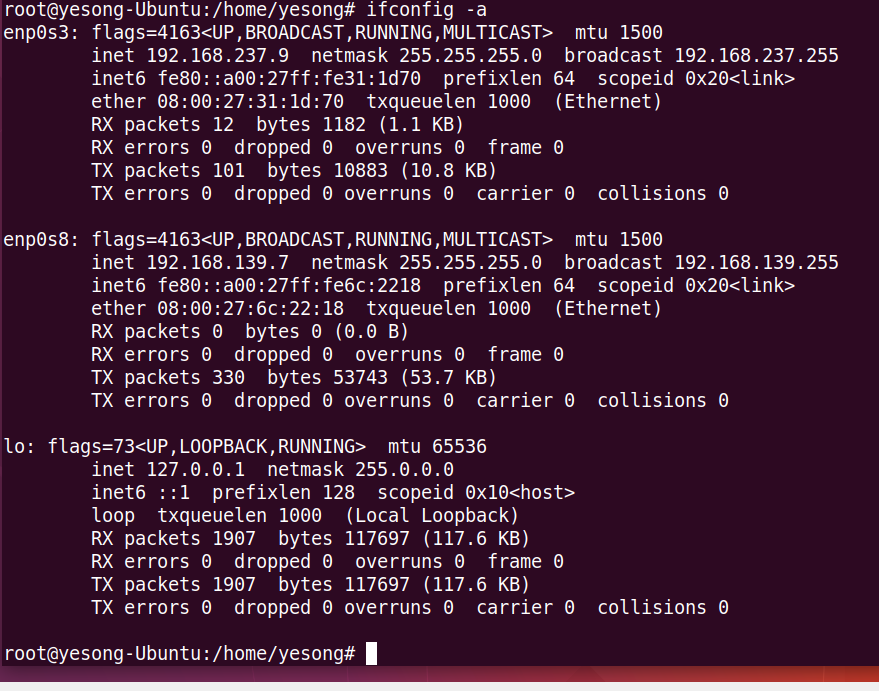 root@yesong-Ubuntu:/home/yesong# ifconfig -a
enp0s3: flags=4163<UP,BROADCAST,RUNNING,MULTICAST>  mtu 1500
        inet 192.168.237.9  netmask 255.255.255.0  broadcast 192.168.237.255
        inet6 fe80::a00:27ff:fe31:1d70  prefixlen 64  scopeid 0x20<link>
        ether 08:00:27:31:1d:70  txqueuelen 1000  (Ethernet)
        RX packets 12  bytes 1182 (1.1 KB)
        RX errors 0  dropped 0  overruns 0  frame 0
        TX packets 101  bytes 10883 (10.8 KB)
        TX errors 0  dropped 0 overruns 0  carrier 0  collisions 0

enp0s8: flags=4163<UP,BROADCAST,RUNNING,MULTICAST>  mtu 1500
        inet 192.168.139.7  netmask 255.255.255.0  broadcast 192.168.139.255
        inet6 fe80::a00:27ff:fe6c:2218  prefixlen 64  scopeid 0x20<link>
        ether 08:00:27:6c:22:18  txqueuelen 1000  (Ethernet)
        RX packets 0  bytes 0 (0.0 B)
        RX errors 0  dropped 0  overruns 0  frame 0
        TX packets 330  bytes 53743 (53.7 KB)
        TX errors 0  dropped 0 overruns 0  carrier 0  collisions 0

lo: flags=73<UP,LOOPBACK,RUNNING>  mtu 65536
        inet 127.0.0.1  netmask 255.0.0.0
        inet6 ::1  prefixlen 128  scopeid 0x10<host>
        loop  txqueuelen 1000  (Local Loopback)
        RX packets 1907  bytes 117697 (117.6 KB)
        RX errors 0  dropped 0  overruns 0  frame 0
        TX packets 1907  bytes 117697 (117.6 KB)
        TX errors 0  dropped 0 overruns 0  carrier 0  collisions 0

root@yesong-Ubuntu:/home/yesong#